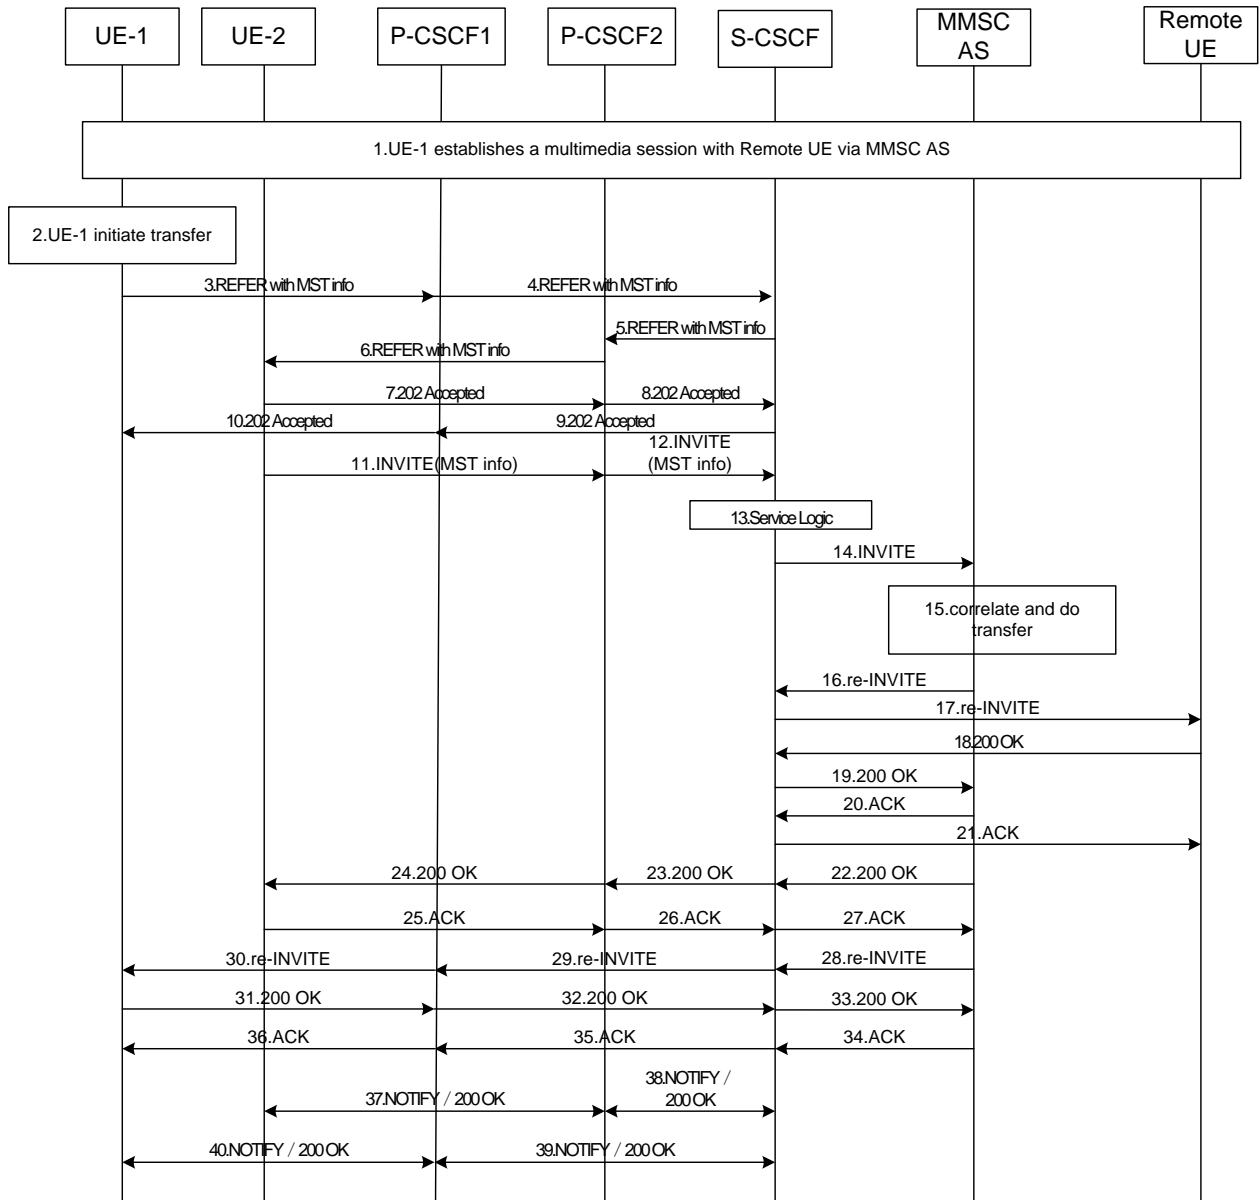 UE-1
UE-2
P-CSCF1
P-CSCF2
S-CSCF
MMSC
AS
Remote
UE
1.UE-1 establishes a multimedia session with Remote UE via MMSC AS
2.UE-1 initiate transfer
3.REFER with MST info
4.REFER with MST info
5.REFER with MST info
6.REFER with MST info
7.202 Accepted
8.202 Accepted
10.202 Accepted
9.202 Accepted
12.INVITE
(MST info)
11.INVITE(MST info)
13.Service Logic
14.INVITE
15.correlate and do
transfer
16.re-INVITE
17.re-INVITE
18.200 OK
19.200 OK
20.ACK
21.ACK
24.200 OK
23.200 OK
22.200 OK
25.ACK
26.ACK
27.ACK
30.re-INVITE
29.re-INVITE
28.re-INVITE
31.200 OK
32.200 OK
33.200 OK
36.ACK
35.ACK
34.ACK
38.NOTIFY /
200 OK
37.NOTIFY / 200 OK
40.NOTIFY / 200 OK
39.NOTIFY / 200 OK